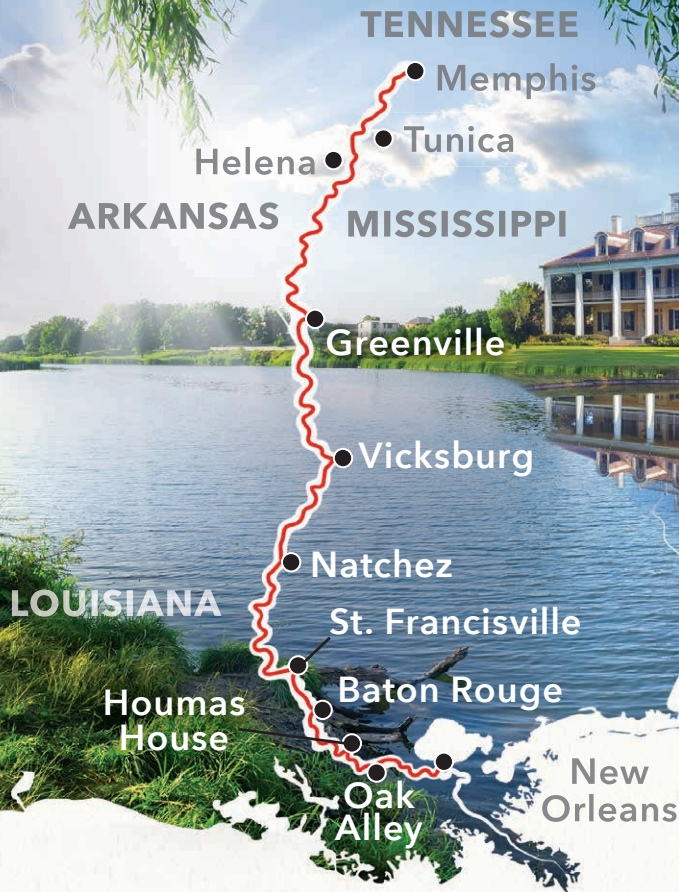 TENNESSEE
Memphis
Tunica
Helena
ARKANSAS
MISSISSIPPI
Greenville
Vicksburg
Natchez
LOUISIANA
St. Francisville
Baton Rouge
Houmas
House
Oak
Alley
New
Orleans